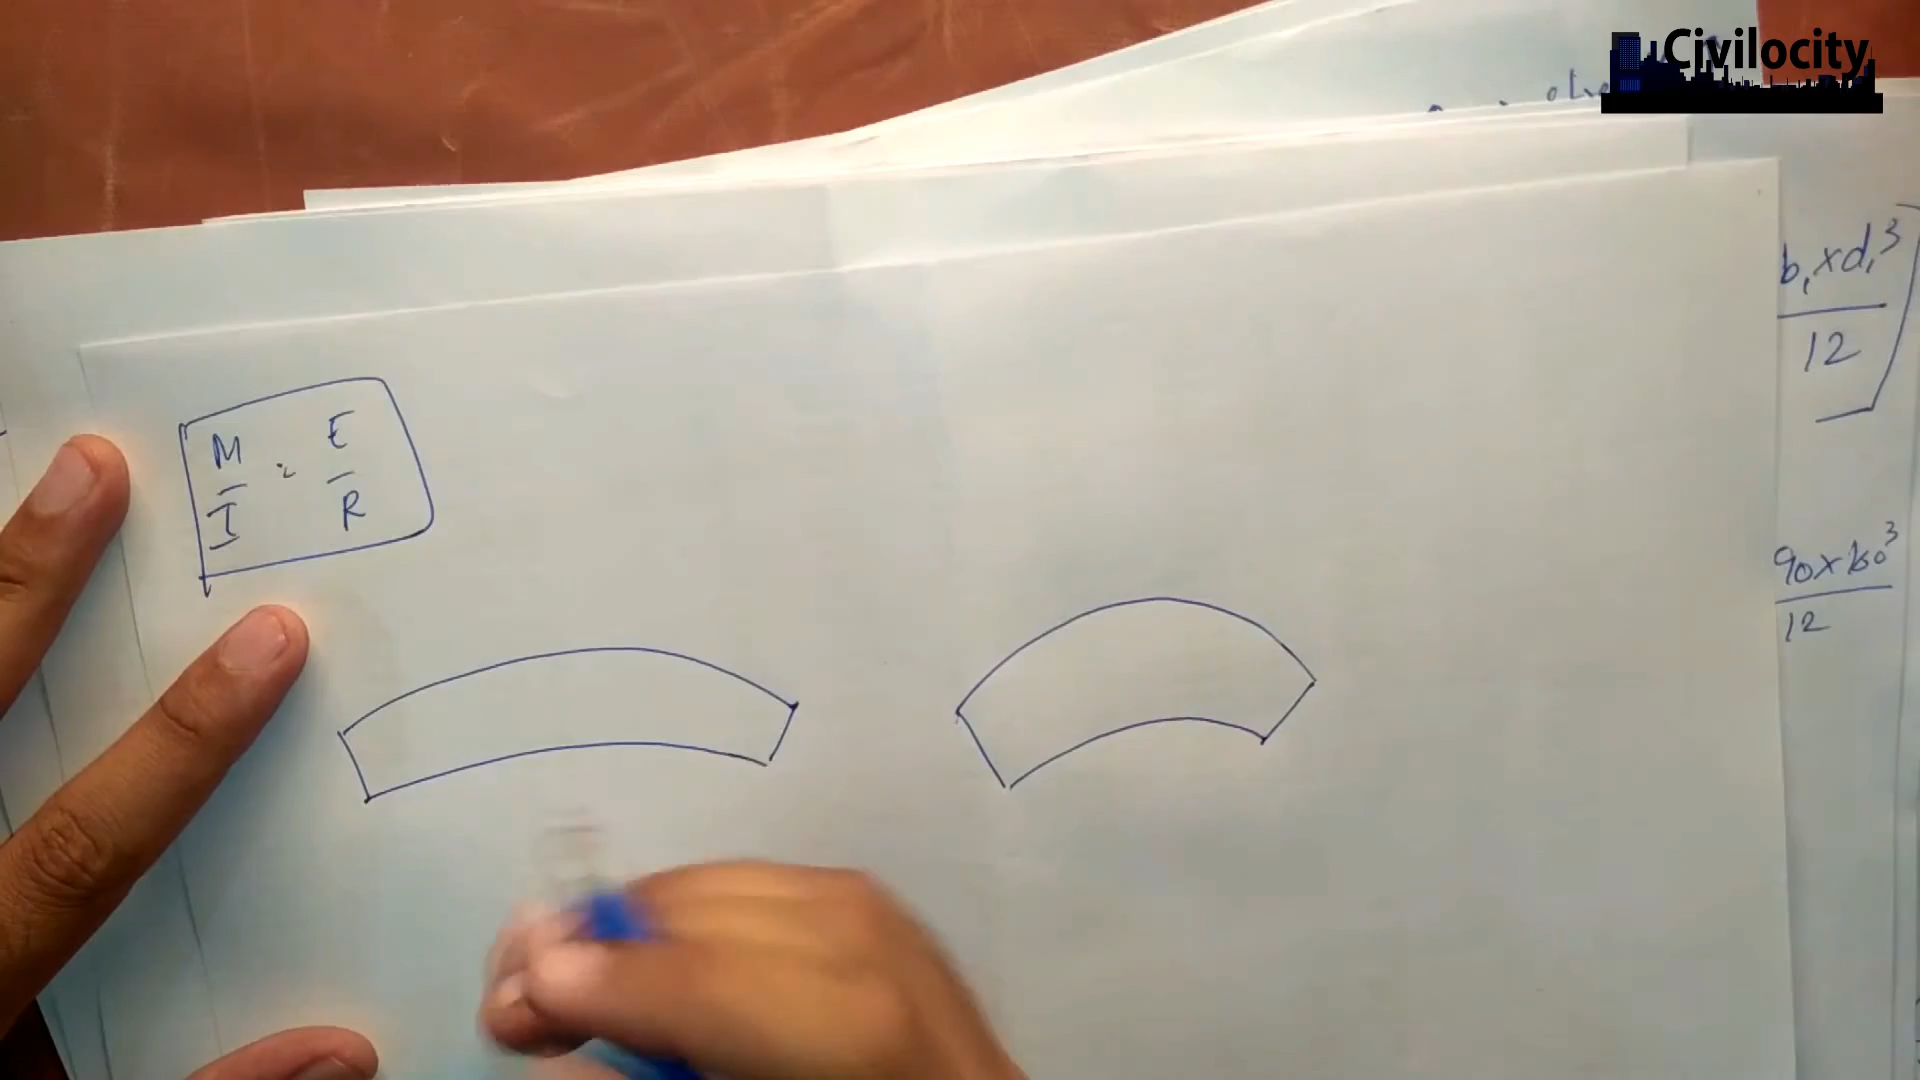 Civilocity
M/I = E/R
b₁xd₁³
12
90x160³
12